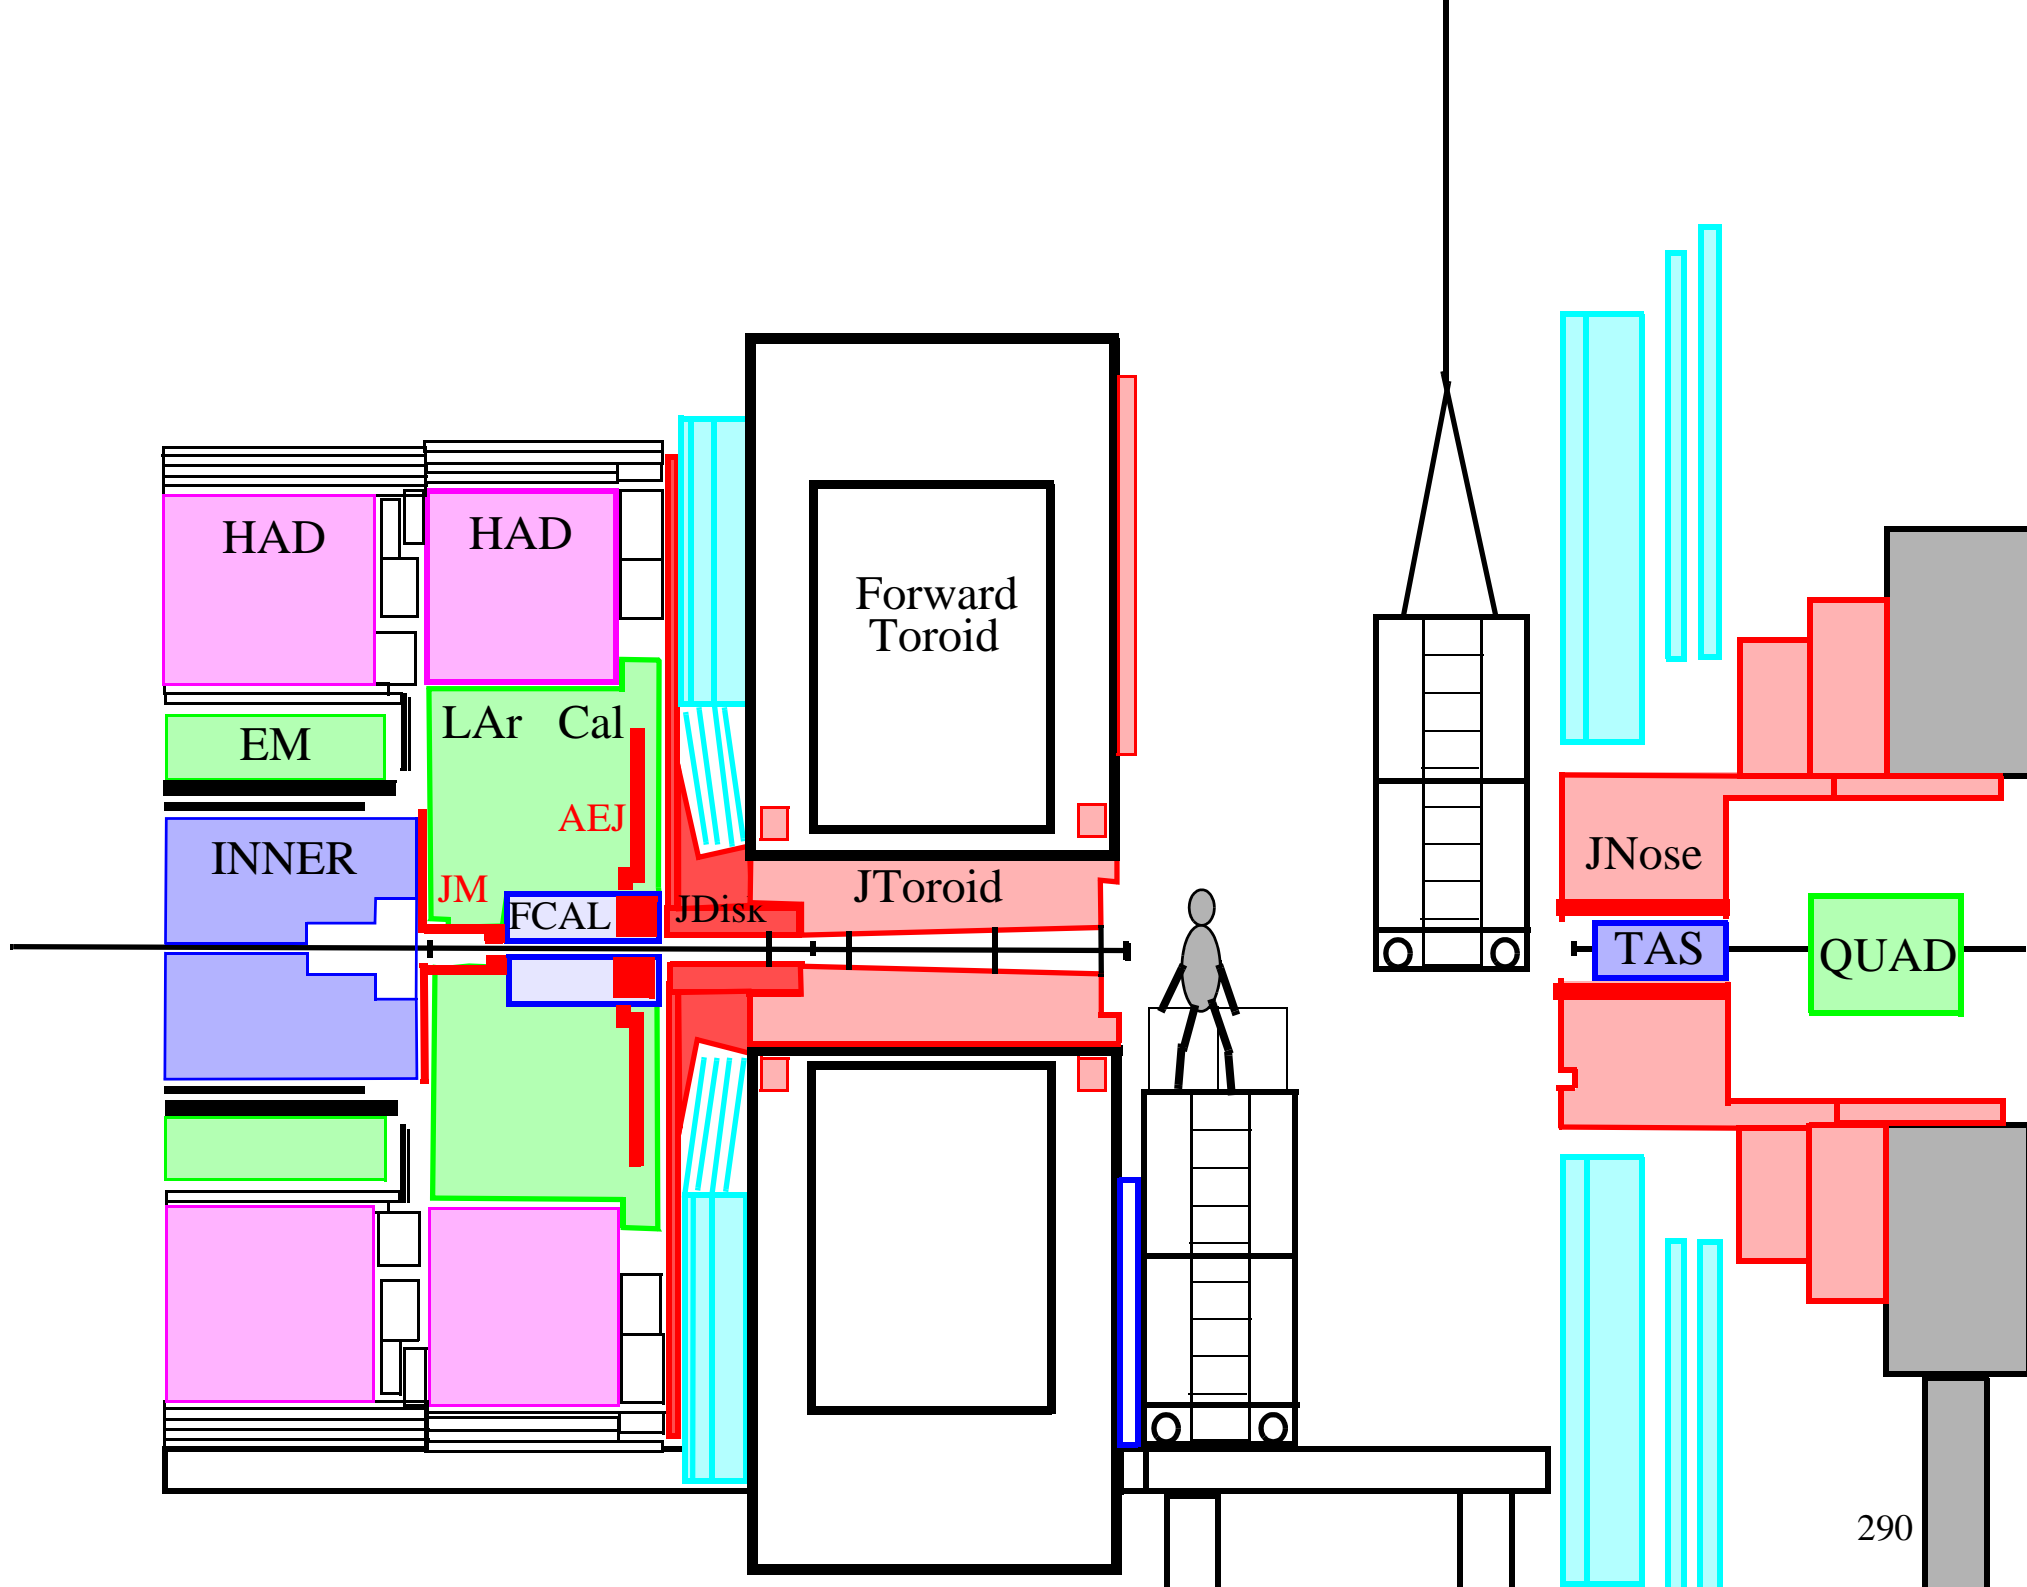 HAD
HAD
Forward
Toroid
LAr Cal
EM
AEJ
INNER
JM
FCAL
JDisk
JToroid
JNose
TAS
QUAD
290